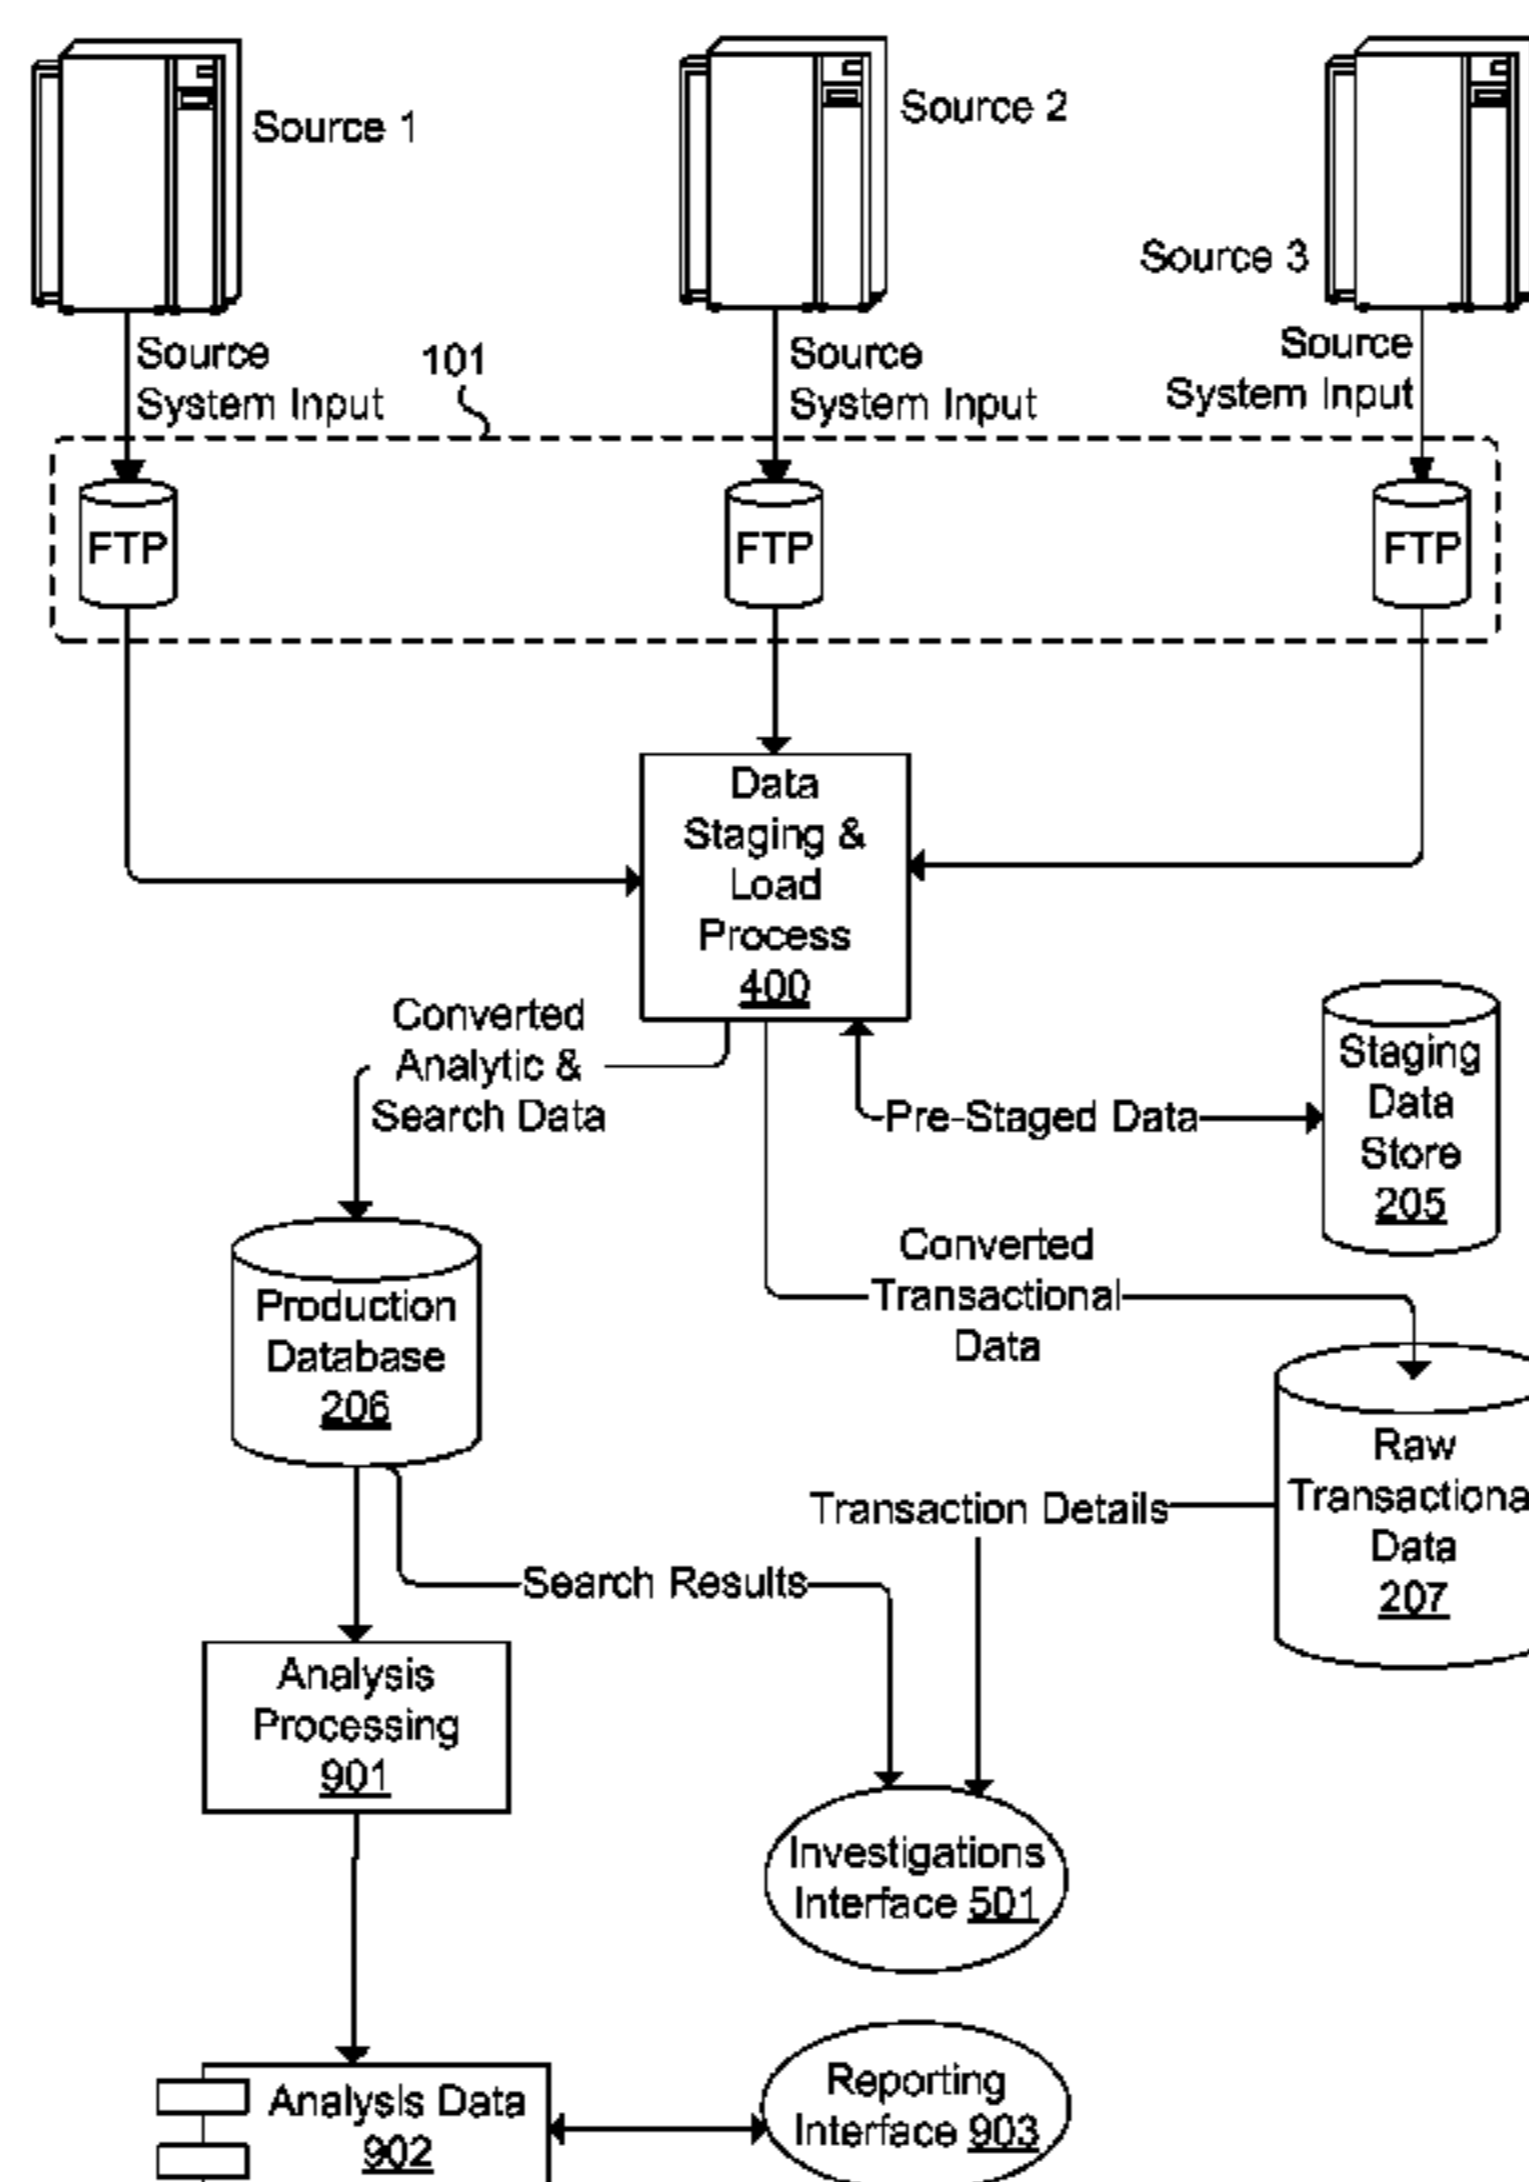 Source 1
Source 2
Source 3
Source
System Input
101
Source
System Input
Source
System Input
FTP
FTP
FTP
Data
Staging &
Load
Process
400
Converted
Analytic &
Search Data
Pre-Staged Data
Staging
Data
Store
205
Converted
Transactional
Data
Production
Database
206
Raw
Transactiona
Data
207
Transaction Details
Search Results
Analysis
Processing
901
Investigations
Interface 501
Analysis Data
902
Reporting
Interface 903